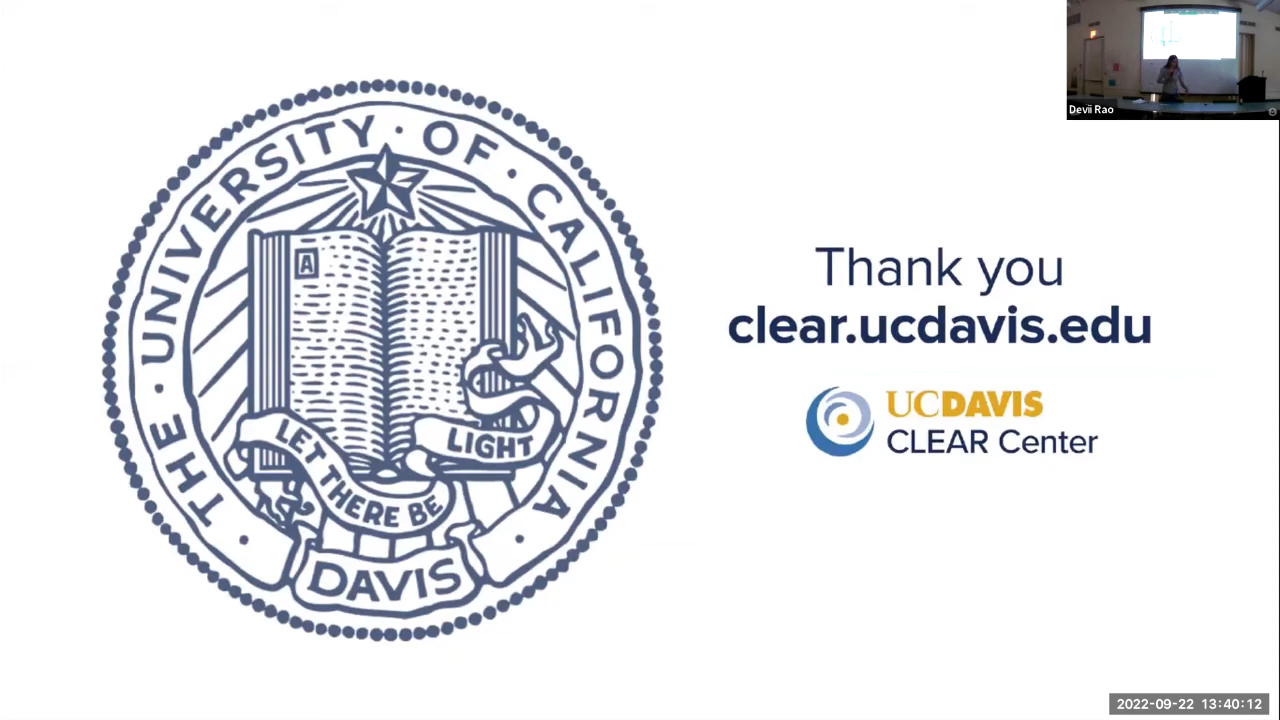 THE · UNIVERSITY · OF · CALIFORNIA
A
LET THERE BE
LIGHT
DAVIS
Thank you
clear.ucdavis.edu
UCDAVIS
CLEAR Center
Devii Rao
2022-09-22 13:40:12